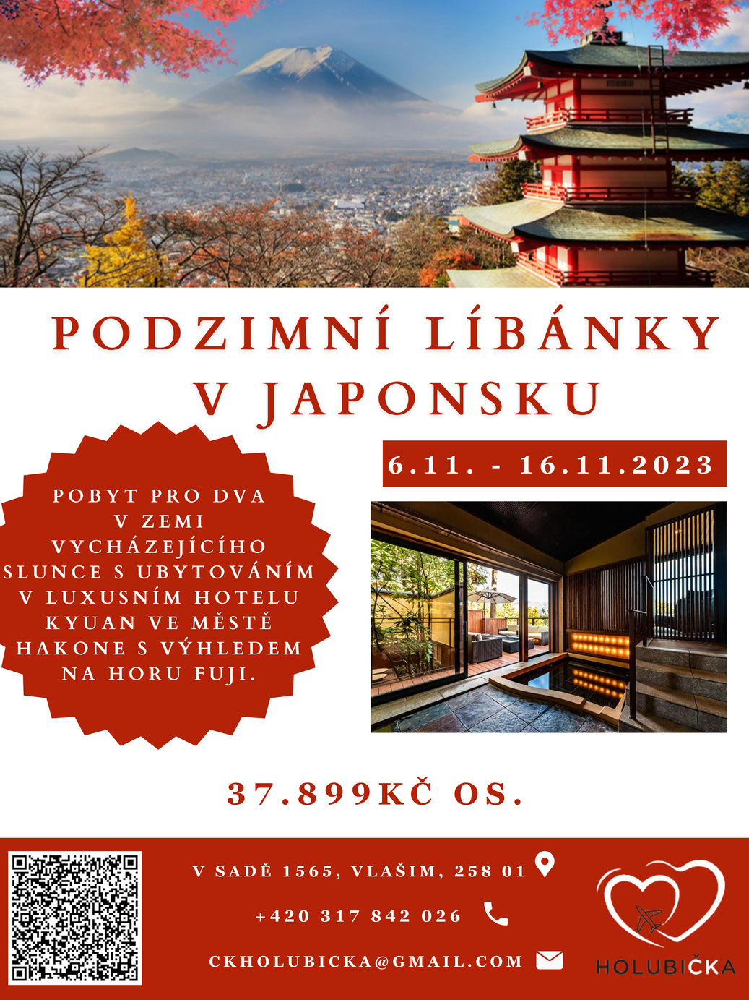 PODZIMNÍ LÍBÁNKY
V JAPONSKU
6.11. - 16.11.2023
POBYT PRO DVA
V ZEMI
VYCHÁZEJÍCÍHO
SLUNCE S UBYTOVÁNÍM
V LUXUSNÍM HOTELU
KYUAN VE MĚSTĚ
HAKONE S VÝHLEDEM
NA HORU FUJI.
37.899KČ OS.
V SADĚ 1565, VLAŠIM, 258 01
+420 317 842 026
CKHOLUBICKA@GMAIL.COM
HOLUBIČKA